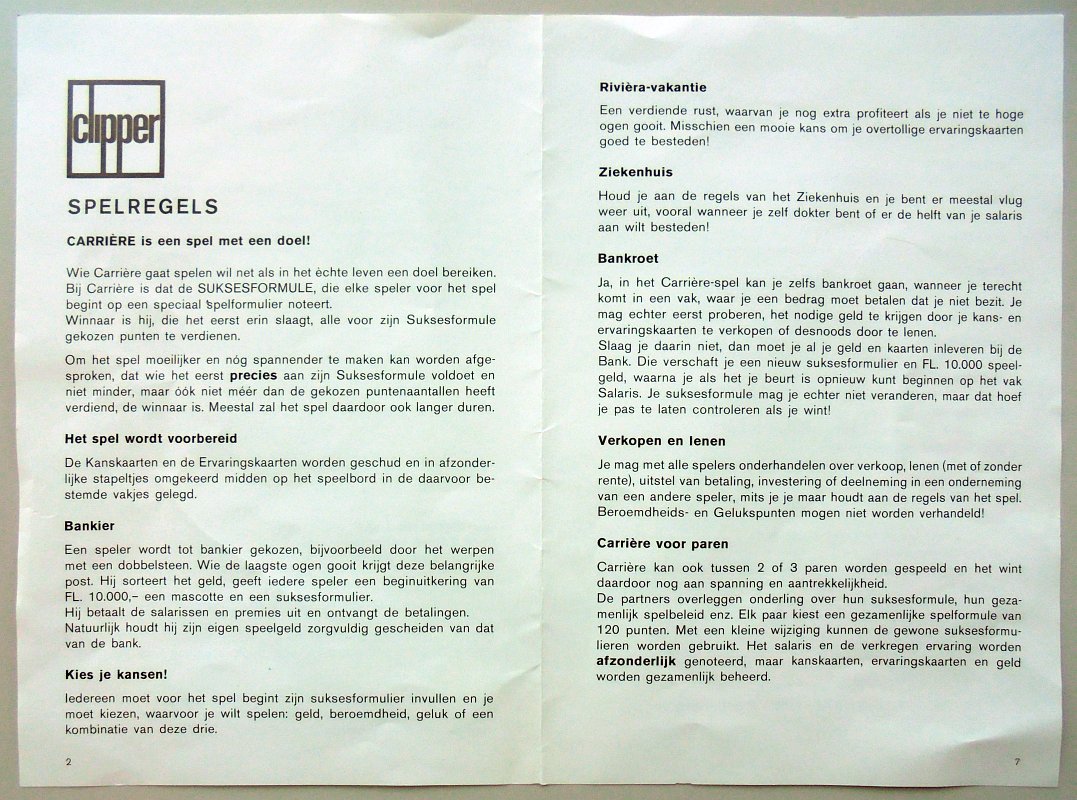 clipper
SPELREGELS
CARRIÈRE is een spel met een doel!
Wie Carrière gaat spelen wil net als in het échte leven een doel bereiken.
Bij Carrière is dat de SUKSESFORMULE, die elke speler voor het spel
begint op een speciaal spelformulier noteert.
Winnaar is hij, die het eerst erin slaagt, alle voor zijn Suksesformule
gekozen punten te verdienen.
Om het spel moeilijker en nóg spannender te maken kan worden afge-
sproken, dat wie het eerst precies aan zijn Suksesformule voldoet en
niet minder, maar óók niet méér dan de gekozen puntenaantallen heeft
verdiend, de winnaar is. Meestal zal het spel daardoor ook langer duren.
Het spel wordt voorbereid
De Kanskaarten en de Ervaringskaarten worden geschud en in afzonder-
lijke stapeltjes omgekeerd midden op het speelbord in de daarvoor be-
stemde vakjes gelegd.
Bankier
Een speler wordt tot bankier gekozen, bijvoorbeeld door het werpen
met een dobbelsteen. Wie de laagste ogen gooit krijgt deze belangrijke
post. Hij sorteert het geld, geeft iedere speler een beginuitkering van
FL. 10.000,– een mascotte en een suksesformulier.
Hij betaalt de salarissen en premies uit en ontvangt de betalingen.
Natuurlijk houdt hij zijn eigen speelgeld zorgvuldig gescheiden van dat
van de bank.
Kies je kansen!
Iedereen moet voor het spel begint zijn suksesformulier invullen en je
moet kiezen, waarvoor je wilt spelen: geld, beroemdheid, geluk of een
kombinatie van deze drie.
2
Rivièra-vakantie
Een verdiende rust, waarvan je nog extra profiteert als je niet te hoge
ogen gooit. Misschien een mooie kans om je overtollige ervaringskaarten
goed te besteden!
Ziekenhuis
Houd je aan de regels van het Ziekenhuis en je bent er meestal vlug
weer uit, vooral wanneer je zelf dokter bent of er de helft van je salaris
aan wilt besteden!
Bankroet
Ja, in het Carrière-spel kan je zelfs bankroet gaan, wanneer je terecht
komt in een vak, waar je een bedrag moet betalen dat je niet bezit. Je
mag echter eerst proberen, het nodige geld te krijgen door je kans- en
ervaringskaarten te verkopen of desnoods door te lenen.
Slaag je daarin niet, dan moet je al je geld en kaarten inleveren bij de
Bank. Die verschaft je een nieuw suksesformulier en FL. 10.000 speel-
geld, waarna je als het je beurt is opnieuw kunt beginnen op het vak
Salaris. Je suksesformule mag je echter niet veranderen, maar dat hoef
je pas te laten controleren als je wint!
Verkopen en lenen
Je mag met alle spelers onderhandelen over verkoop, lenen (met of zonder
rente), uitstel van betaling, investering of deelneming in een onderneming
van een andere speler, mits je je maar houdt aan de regels van het spel.
Beroemdheids- en Gelukspunten mogen niet worden verhandeld!
Carrière voor paren
Carrière kan ook tussen 2 of 3 paren worden gespeeld en het wint
daardoor nog aan spanning en aantrekkelijkheid.
De partners overleggen onderling over hun suksesformule, hun geza-
menlijk spelbeleid enz. Elk paar kiest een gezamenlijke spelformule van
120 punten. Met een kleine wijziging kunnen de gewone suksesformu-
lieren worden gebruikt. Het salaris en de verkregen ervaring worden
afzonderlijk genoteerd, maar kanskaarten, ervaringskaarten en geld
worden gezamenlijk beheerd.
7